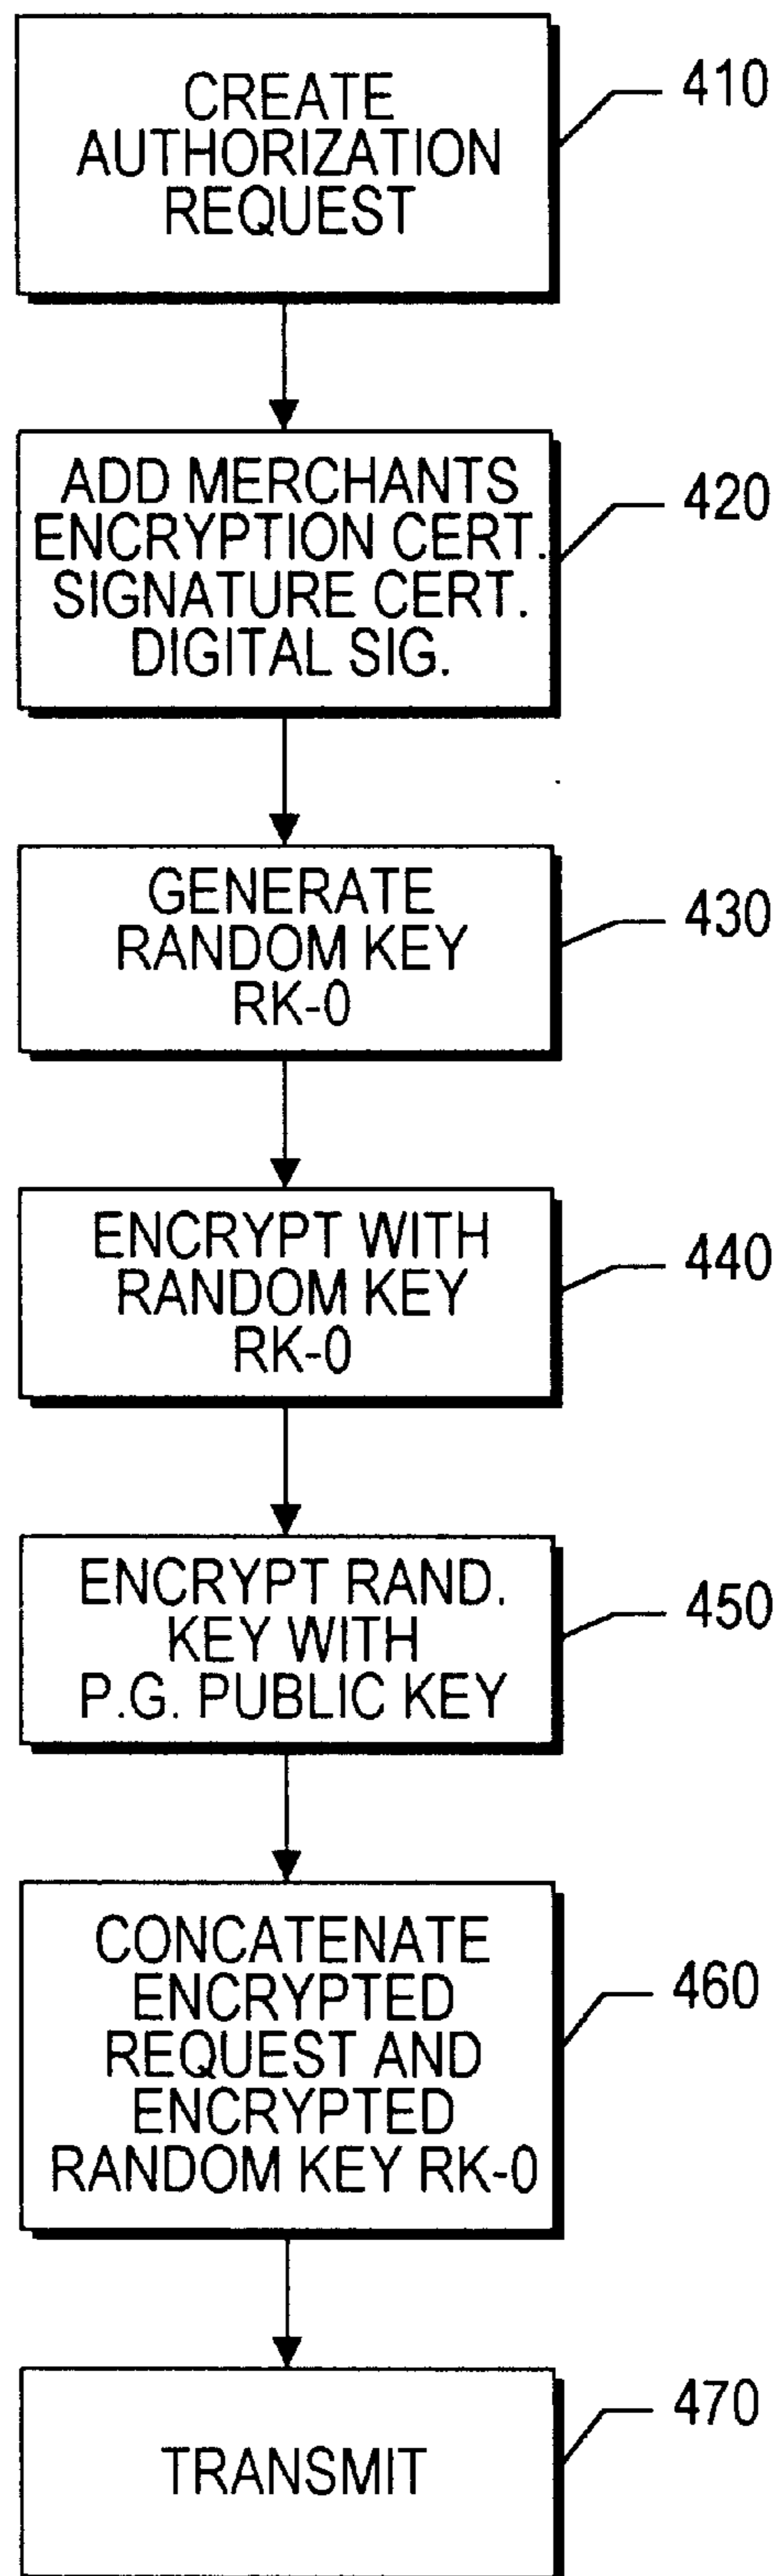 CREATE
AUTHORIZATION
REQUEST
410
ADD MERCHANTS
ENCRYPTION CERT.
SIGNATURE CERT.
DIGITAL SIG.
420
GENERATE
RANDOM KEY
RK-0
430
ENCRYPT WITH
RANDOM KEY
RK-0
440
ENCRYPT RAND.
KEY WITH
P.G. PUBLIC KEY
450
CONCATENATE
ENCRYPTED
REQUEST AND
ENCRYPTED
RANDOM KEY RK-0
460
TRANSMIT
470